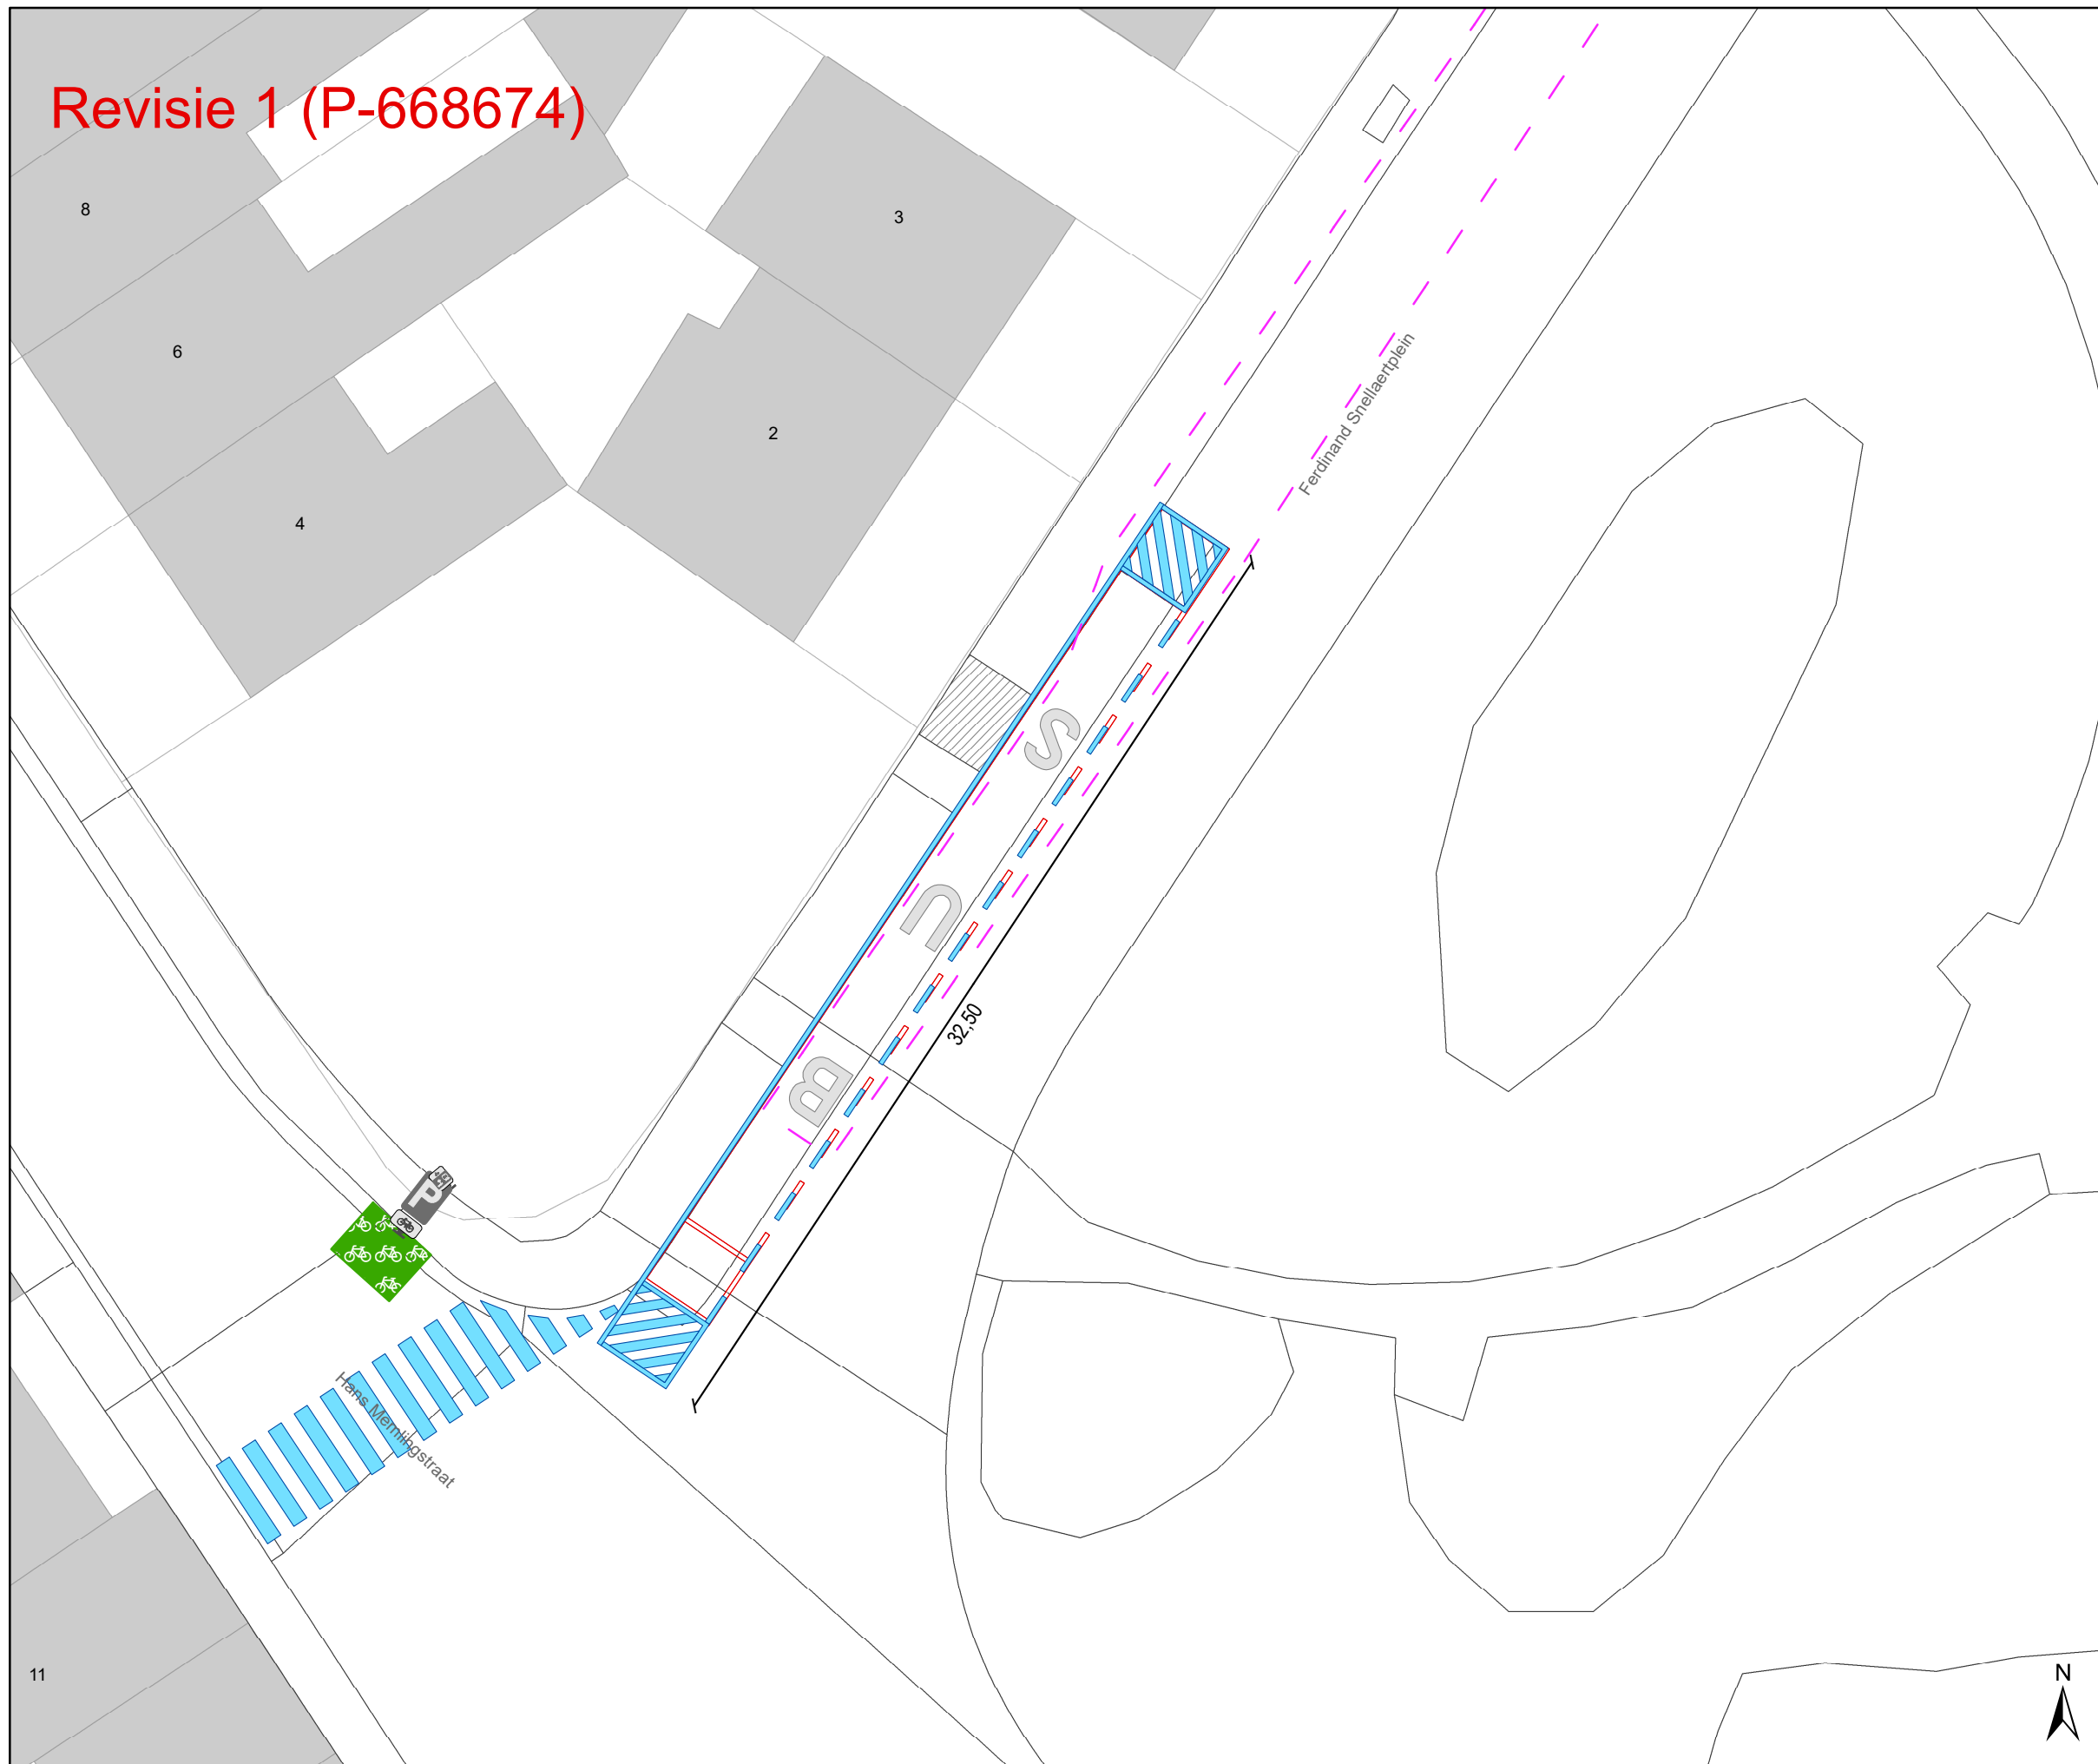 Revisie 1 (P-668674)
8
3
6
2
4
Ferdinand Snellaertplein
S
U
B
32,50
P
Hans Memlingstraat
11
N